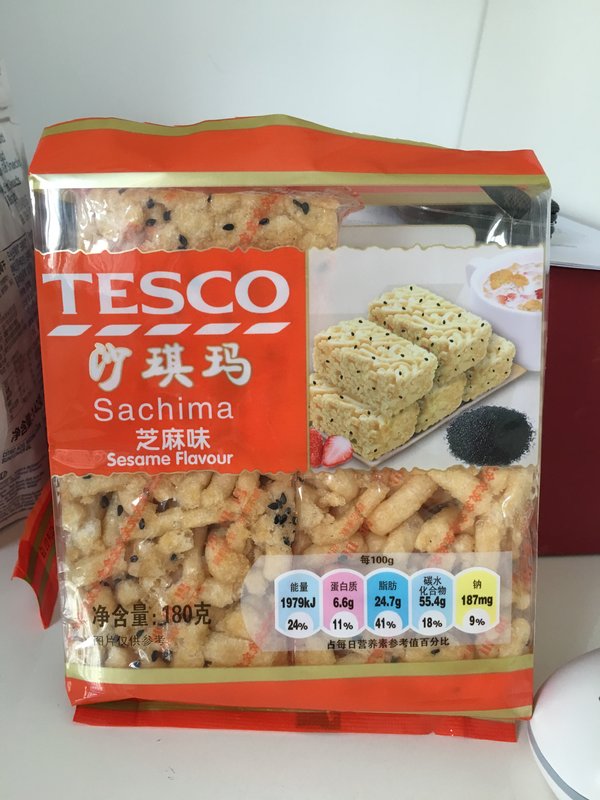 TESCO
沙琪玛
Sachima
芝麻味
Sesame Flavour
每100g
能量 蛋白质 脂肪 碳水化合物 钠
1979kJ 6.6g 24.7g 55.4g 187mg
24% 11% 41% 18% 9%
占每日营养素参考值百分比
净含量: 180克
图片仅供参考